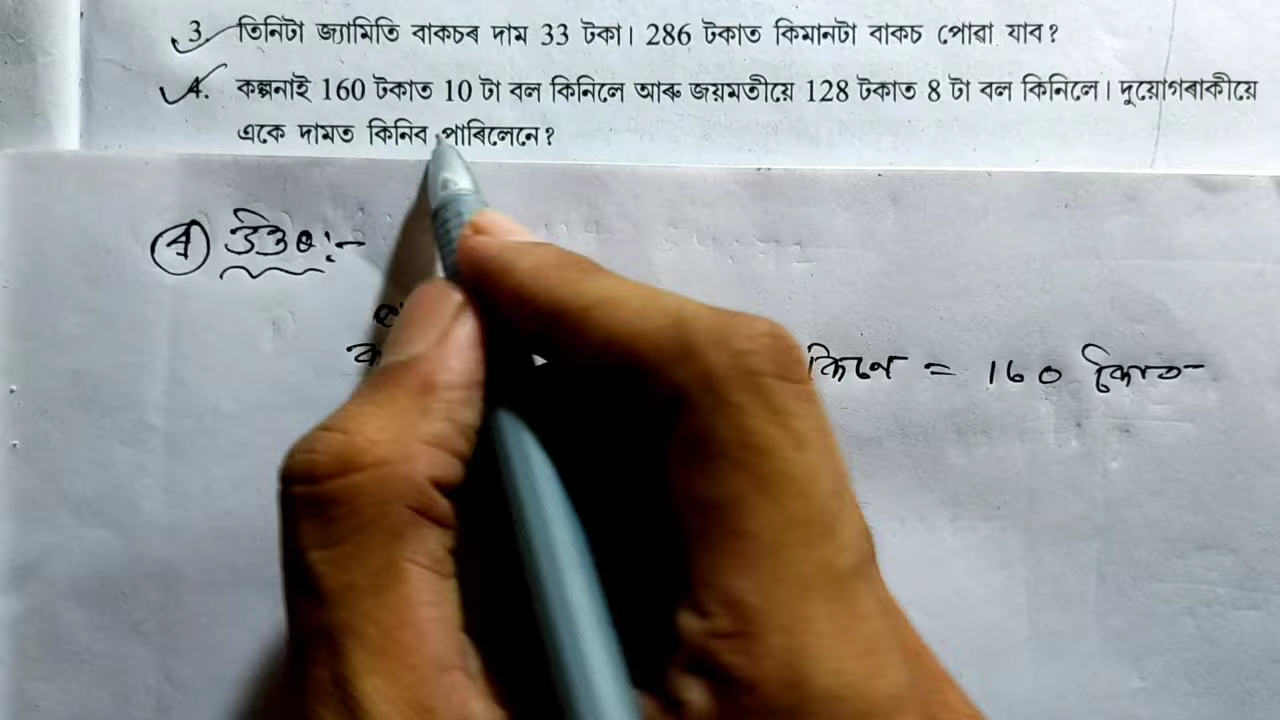 3. তিনিটা জ্যামিতি বাকচৰ দাম 33 টকা। 286 টকাত কিমানটা বাকচ পোৱা যাব?
4. কল্পনাই 160 টকাত 10 টা বল কিনিলে আৰু জয়মতীয়ে 128 টকাত 8 টা বল কিনিলে। দুয়োগৰাকীয়ে
একে দামত কিনিব পাৰিলেনে?
4 উত্তৰ:-
কিনে = 160 টকাত